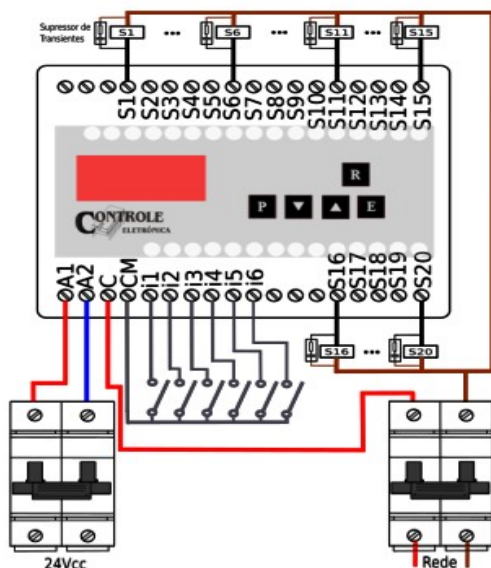 Supressor de
Transientes
S1 ... S6 ... S11 ... S15
S1 S2 S3 S4 S5 S6 S7 S8 S9 S10 S11 S12 S13 S14 S15
R
P E
CONTROLE
ELETRÔNICA
A1 A2 C CM i1 i2 i3 i4 i5 i6 S16 S17 S18 S19 S20
S16 ... S20
24Vcc
Rede